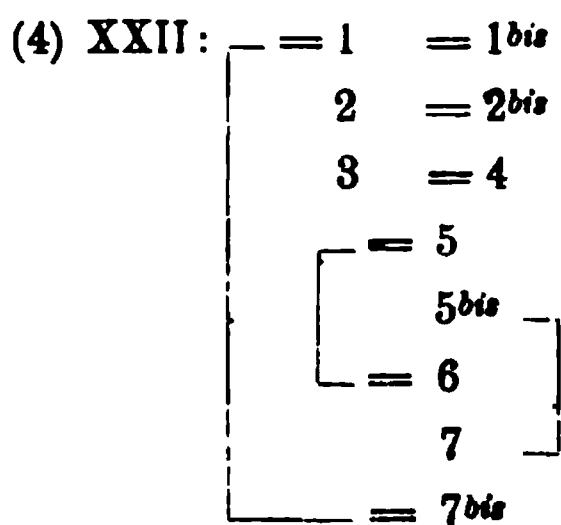 (4) XXII: = 1 = 1bis
2 = 2bis
3 = 4
= 5
5bis
= 6
7
= 7bis